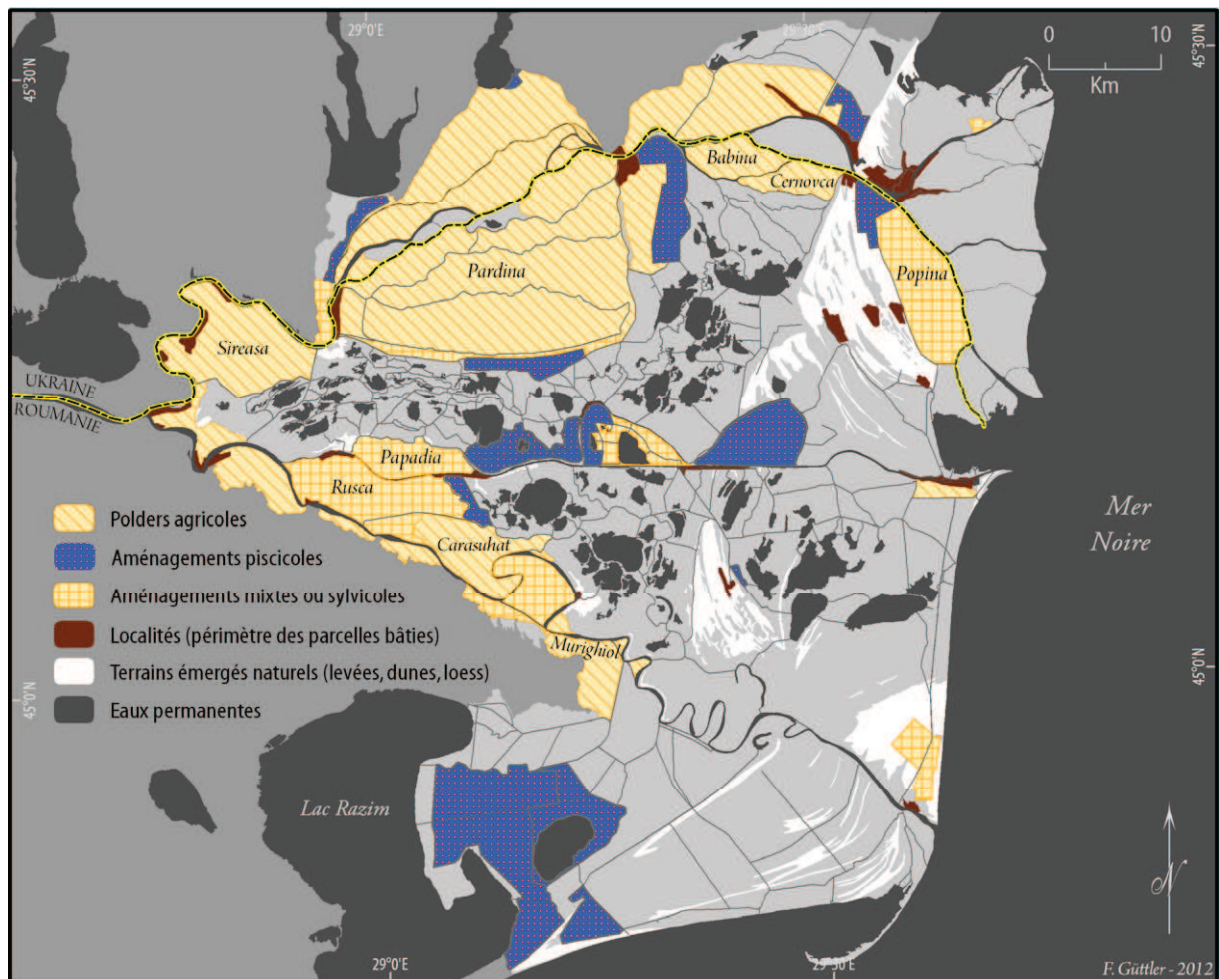 29°0'E
29°30'E
45°30'N
45°30'N
0
10
Km
Babina
Cernovca
Pardina
Popina
Sireasa
UKRAINE
ROUMANIE
Papadia
Rusca
Carasuhat
Murighiol
Mer
Noire
Polders agricoles
Aménagements piscicoles
Aménagements mixtes ou sylvicoles
Localités (périmètre des parcelles bâties)
Terrains émergés naturels (levées, dunes, loess)
Eaux permanentes
45°0'N
45°0'N
Lac Razim
N
29°0'E
29°30'E
F. Güttler - 2012